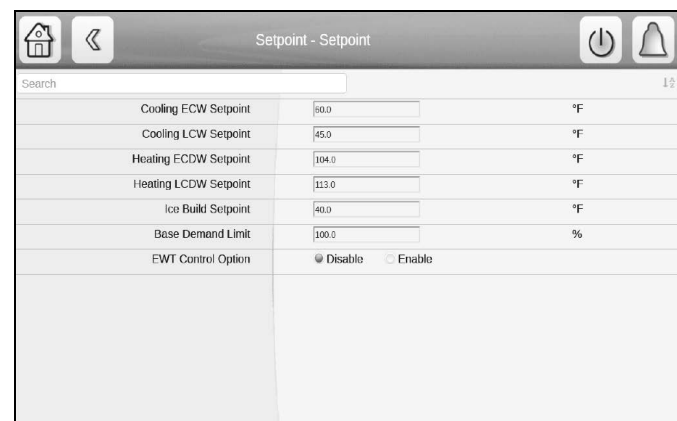 Setpoint - Setpoint
Search
Cooling ECW Setpoint 60.0 °F
Cooling LCW Setpoint 45.0 °F
Heating ECDW Setpoint 104.0 °F
Heating LCDW Setpoint 113.0 °F
Ice Build Setpoint 40.0 °F
Base Demand Limit 100.0 %
EWT Control Option Disable Enable